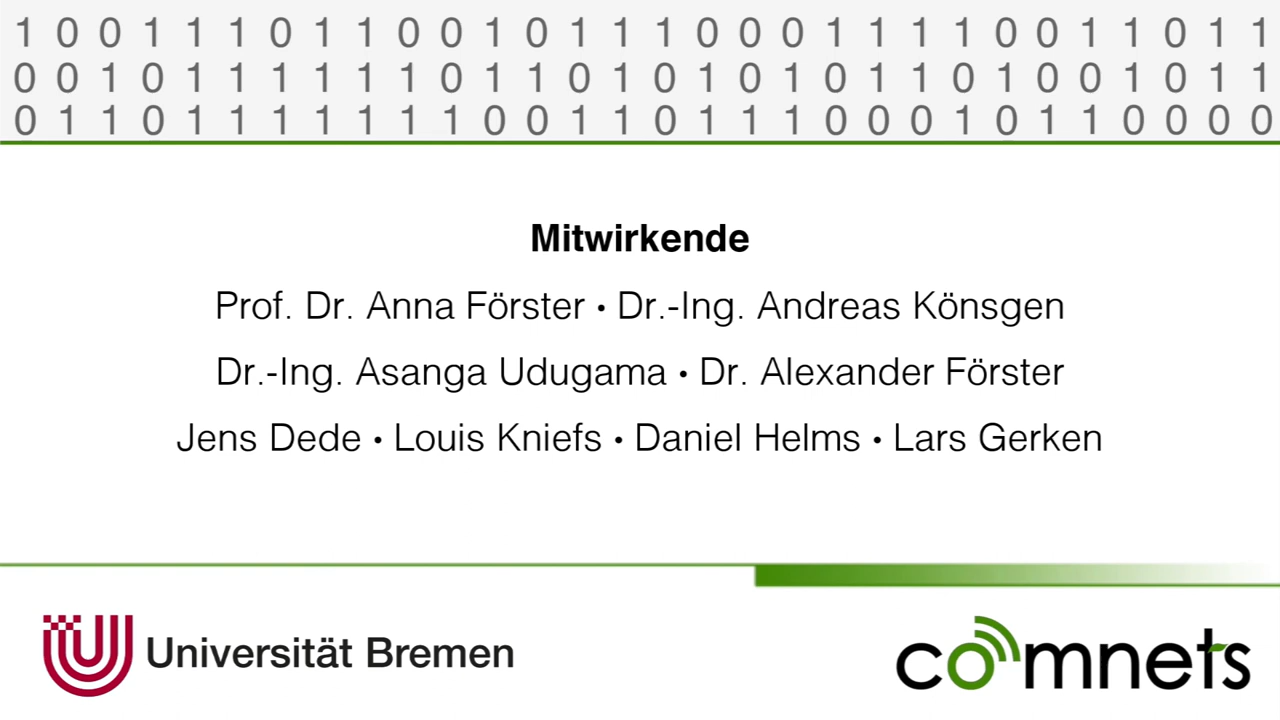 1 0 0 1 1 1 0 1 1 0 0 1 0 1 1 1 0 0 0 1 1 1 1 0 0 1 1 0 1 1
0 0 1 0 1 1 1 1 1 1 0 1 1 0 1 0 1 0 1 0 1 1 0 1 0 0 1 0 1 1
0 1 1 0 1 1 1 1 1 1 1 0 0 1 1 0 1 1 1 0 0 0 1 0 1 1 0 0 0 0
Mitwirkende
Prof. Dr. Anna Förster • Dr.-Ing. Andreas Könsgen
Dr.-Ing. Asanga Udugama • Dr. Alexander Förster
Jens Dede • Louis Kniefs • Daniel Helms • Lars Gerken
Universität Bremen
comnets